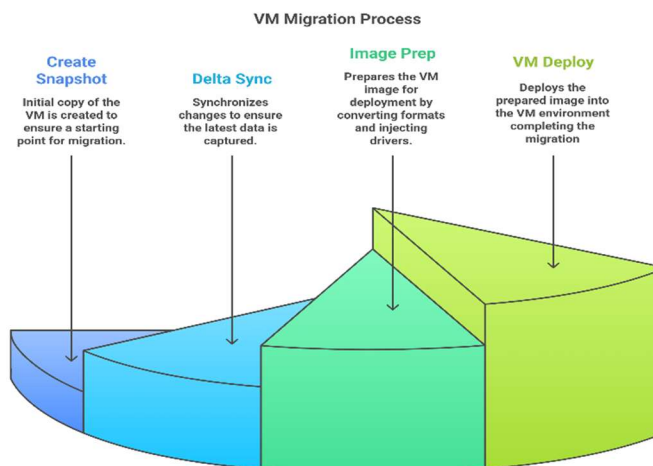 VM Migration Process
Create
Snapshot
Initial copy of the
VM is created to
ensure a starting
point for migration.
Delta Sync
Synchronizes
changes to ensure
the latest data is
captured.
Image Prep
Prepares the VM
image for
deployment by
converting formats
and injecting
drivers.
VM Deploy
Deploys the
prepared image into
the VM environment
completing the
migration